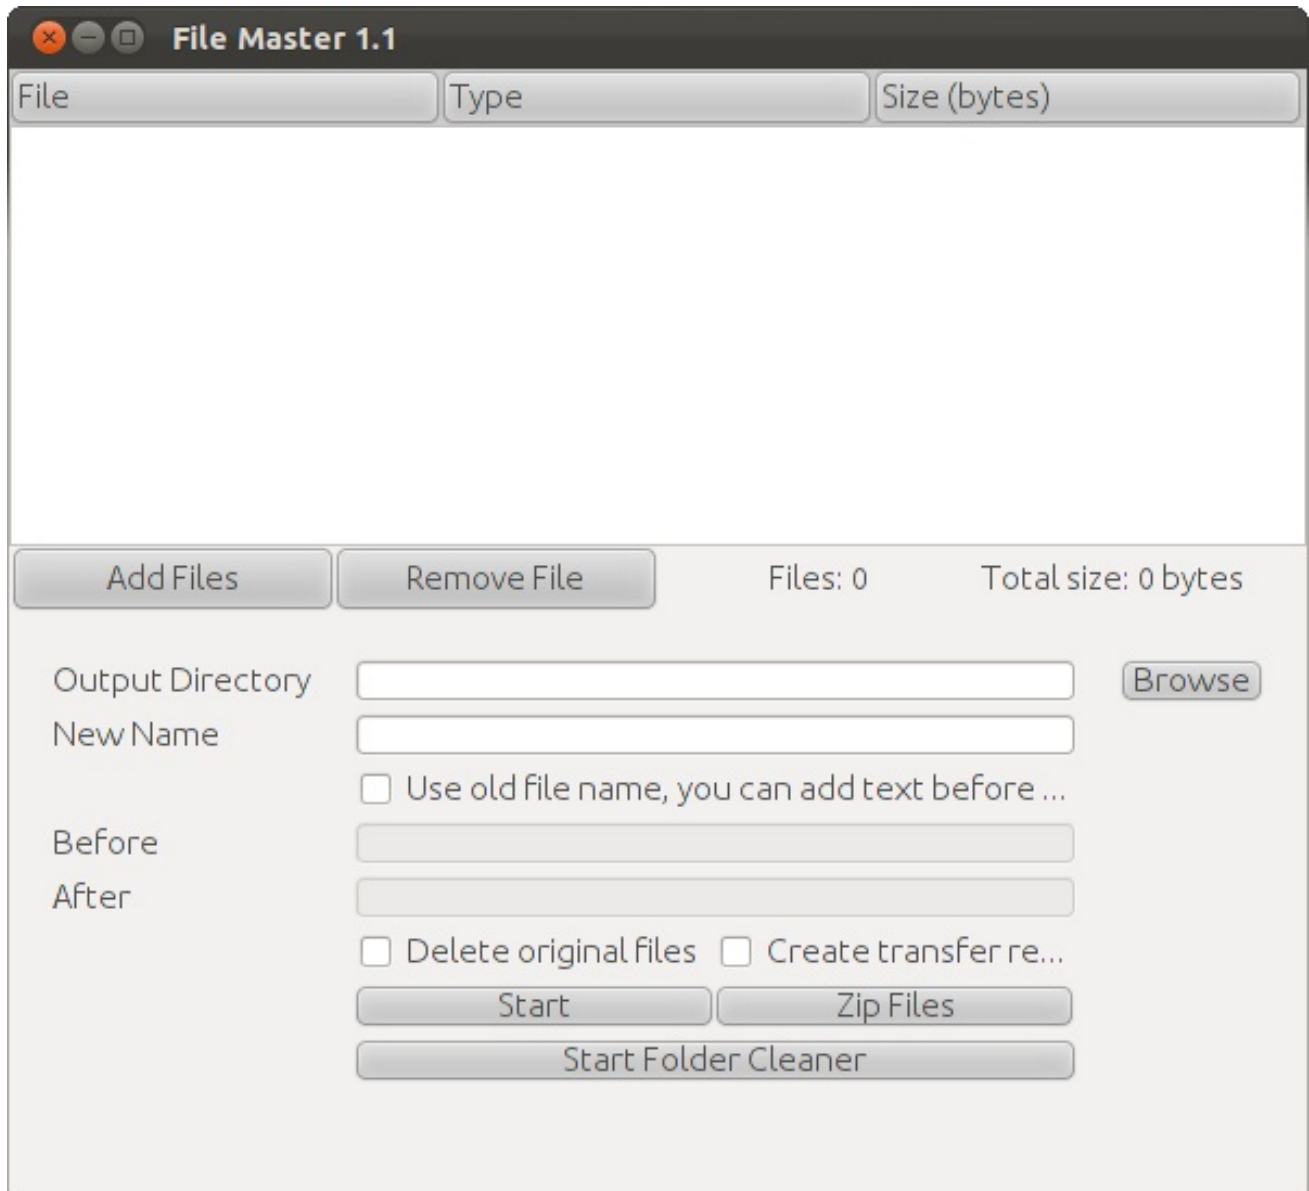 File Master 1.1
File Type Size (bytes)
Add Files Remove File Files: 0 Total size: 0 bytes
Output Directory Browse
New Name
Use old file name, you can add text before ...
Before
After
Delete original files Create transfer re...
Start Zip Files
Start Folder Cleaner